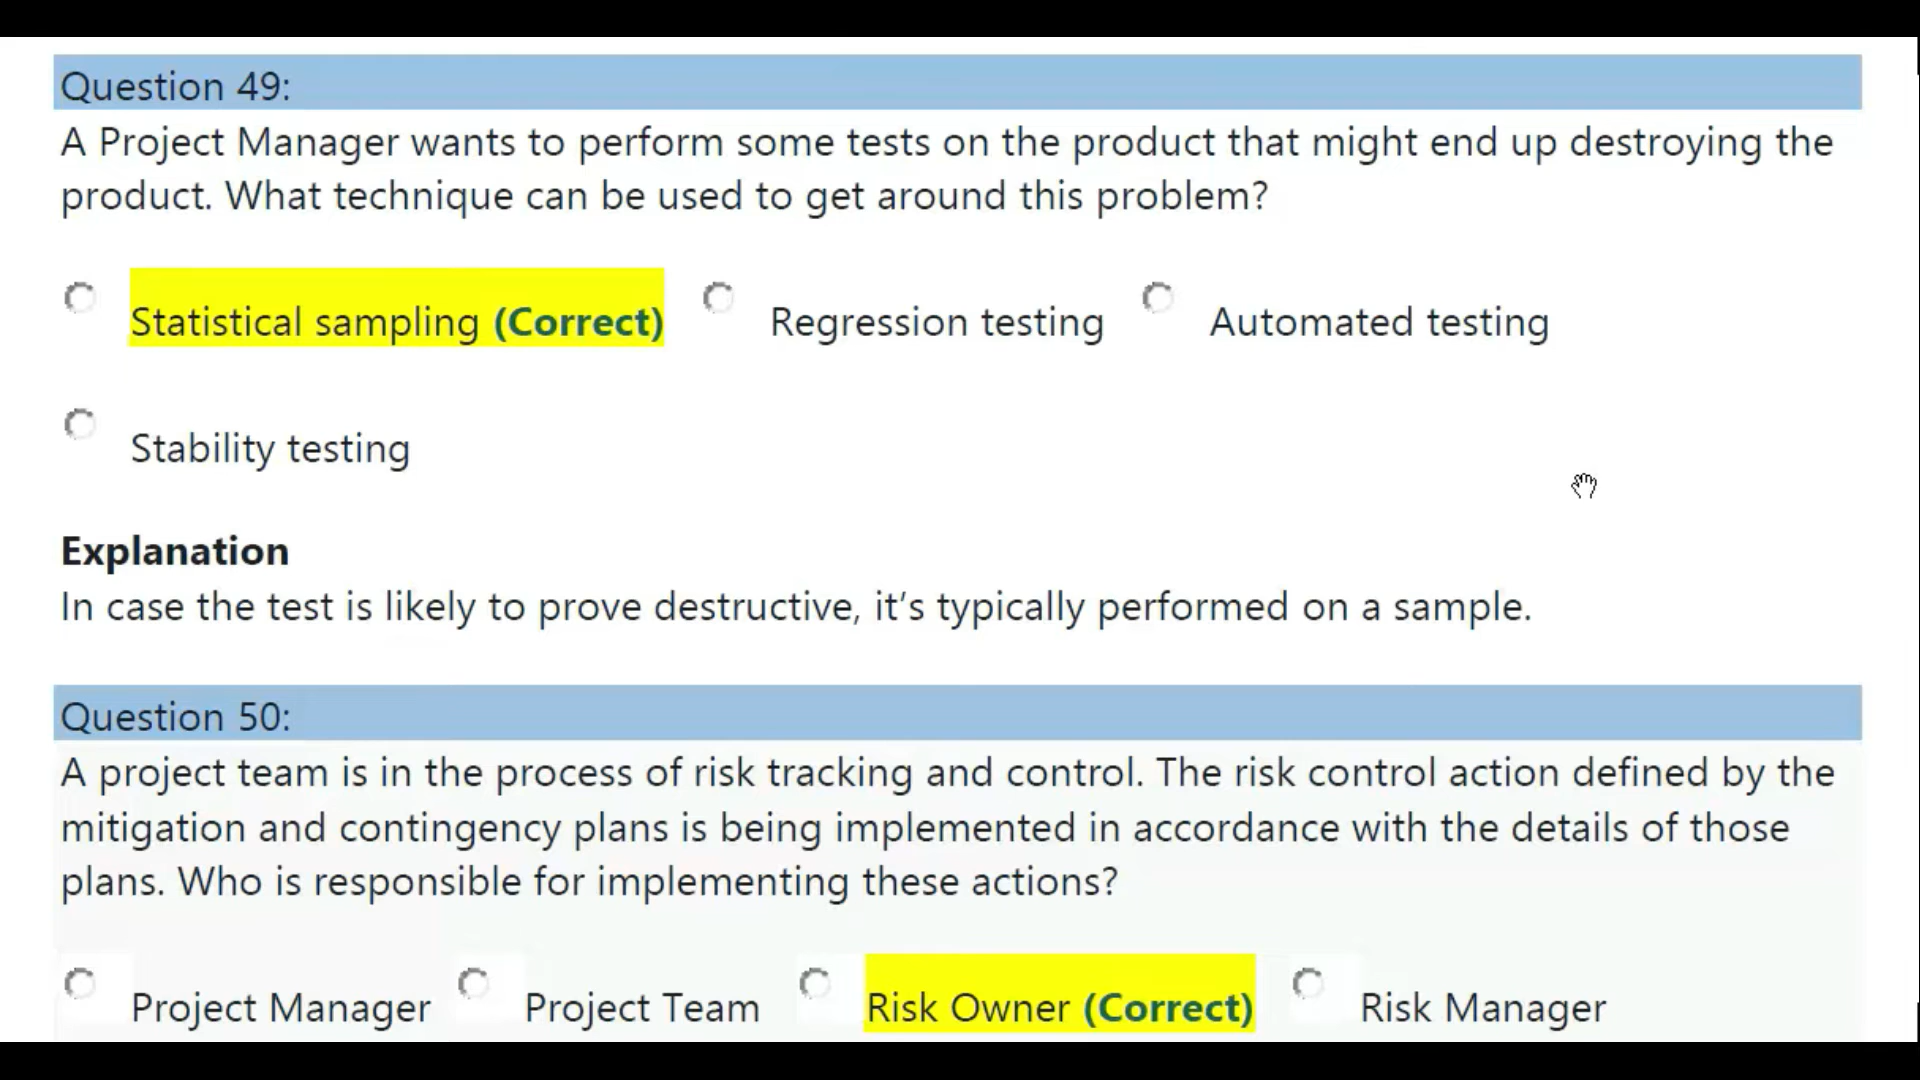 Question 49:
A Project Manager wants to perform some tests on the product that might end up destroying the
product. What technique can be used to get around this problem?
Statistical sampling (Correct) Regression testing Automated testing
Stability testing
Explanation
In case the test is likely to prove destructive, it’s typically performed on a sample.
Question 50:
A project team is in the process of risk tracking and control. The risk control action defined by the
mitigation and contingency plans is being implemented in accordance with the details of those
plans. Who is responsible for implementing these actions?
Project Manager Project Team Risk Owner (Correct) Risk Manager